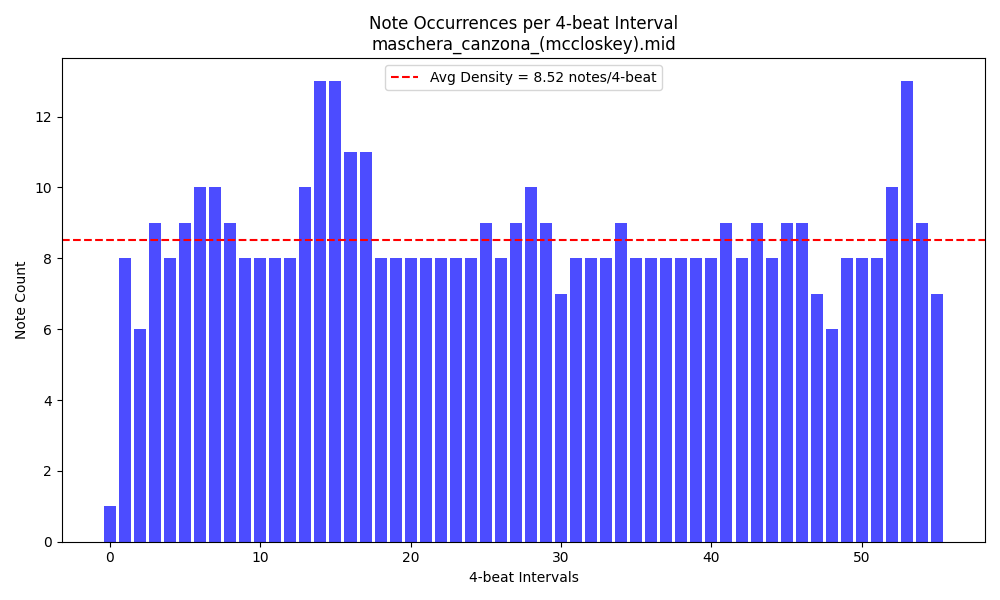 Note Occurrences per 4-beat Interval
maschera_canzona_(mccloskey).mid
Avg Density = 8.52 notes/4-beat
Note Count
12
10
8
6
4
2
0
0 10 20 30 40 50
4-beat Intervals